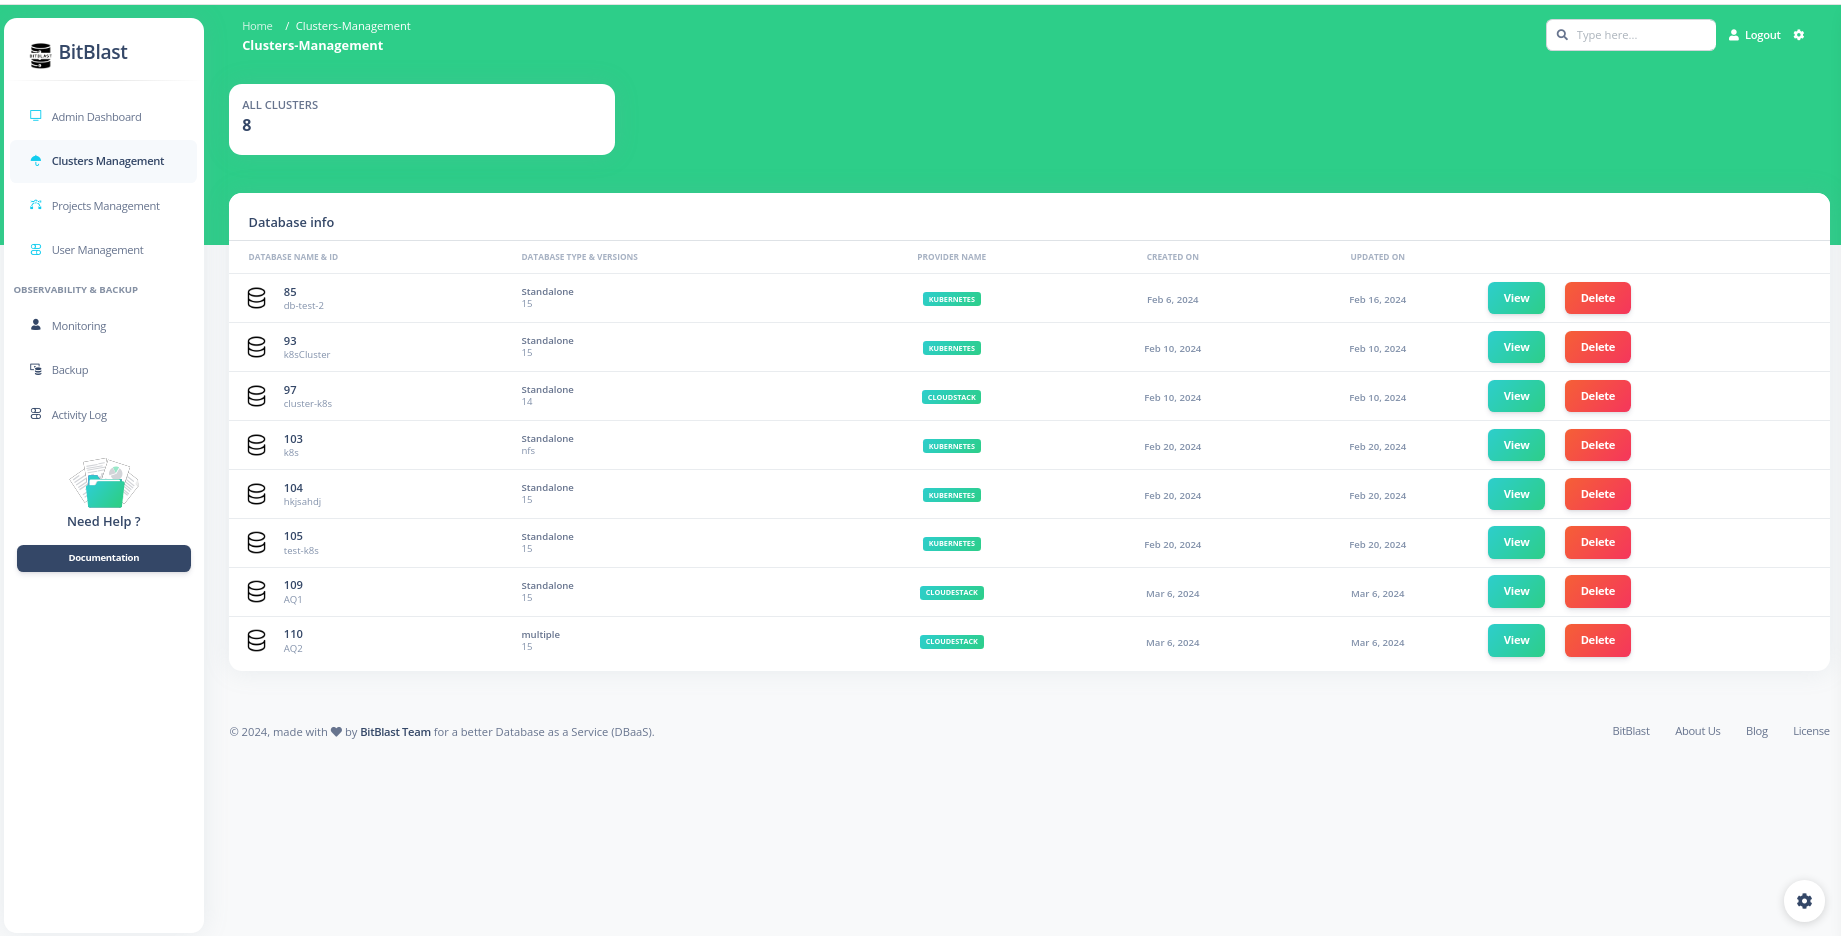 BitBlast
Admin Dashboard
Clusters Management
Projects Management
User Management
OBSERVABILITY & BACKUP
Monitoring
Backup
Activity Log
Need Help ?
Documentation
Home / Clusters-Management
Clusters-Management
Type here...
Logout
ALL CLUSTERS
8
Database info
DATABASE NAME & ID DATABASE TYPE & VERSIONS PROVIDER NAME CREATED ON UPDATED ON
85 Standalone
db-test-2 15 KUBERNETES Feb 6, 2024 Feb 16, 2024 View Delete
93 Standalone
k8sCluster 15 KUBERNETES Feb 10, 2024 Feb 10, 2024 View Delete
97 Standalone
cluster-k8s 14 CLOUDSTACK Feb 10, 2024 Feb 10, 2024 View Delete
103 Standalone
k8s nfs KUBERNETES Feb 20, 2024 Feb 20, 2024 View Delete
104 Standalone
hkjsahdj 15 KUBERNETES Feb 20, 2024 Feb 20, 2024 View Delete
105 Standalone
test-k8s 15 KUBERNETES Feb 20, 2024 Feb 20, 2024 View Delete
109 Standalone
AQ1 15 CLOUDESTACK Mar 6, 2024 Mar 6, 2024 View Delete
110 multiple
AQ2 15 CLOUDESTACK Mar 6, 2024 Mar 6, 2024 View Delete
© 2024, made with by BitBlast Team for a better Database as a Service (DBaaS).
BitBlast About Us Blog License